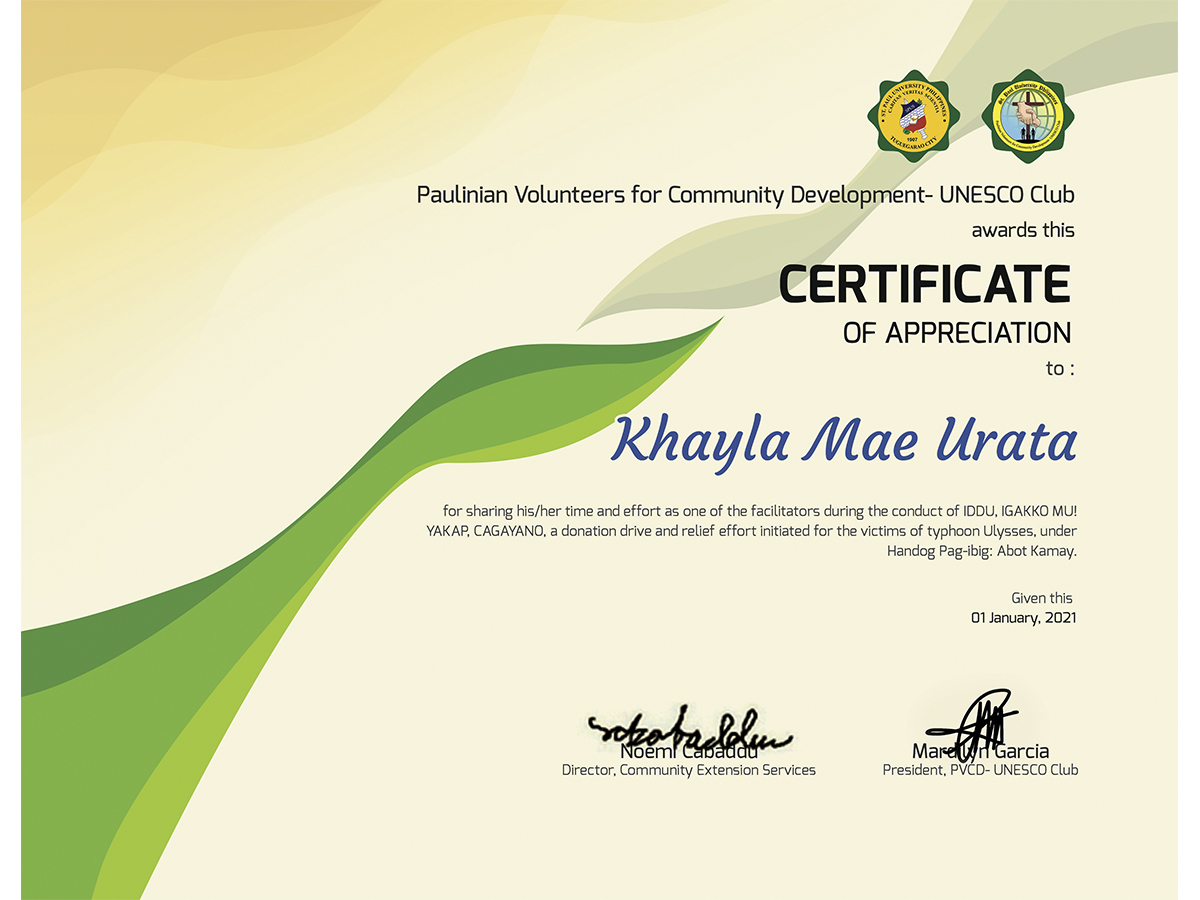 ST. PAUL UNIVERSITY PHILIPPINES
CARITAS VERITAS SCIENTIA
1907
TUGUEGARAO CITY
St. Paul University Philippines
Paulinian Volunteers for Community Development- UNESCO Club
awards this
CERTIFICATE
OF APPRECIATION
to :
Khayla Mae Urata
for sharing his/her time and effort as one of the facilitators during the conduct of IDDU, IGAKKO MU!
YAKAP, CAGAYANO, a donation drive and relief effort initiated for the victims of typhoon Ulysses, under
Handog Pag-ibig: Abot Kamay.
Given this
01 January, 2021
Noemi Cabaddu
Director, Community Extension Services
Garcia
President, PVCD- UNESCO Club